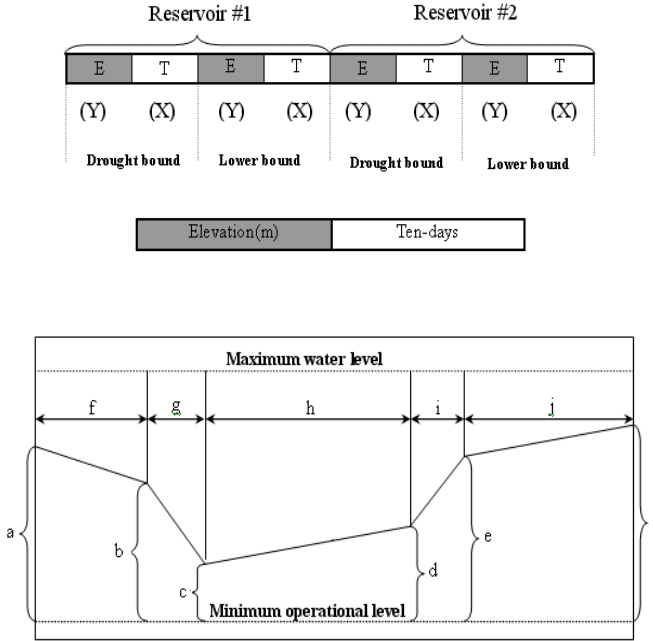 Reservoir #1 Reservoir #2
E T E T E T E T
(Y) (X) (Y) (X) (Y) (X) (Y) (X)
Drought bound Lower bound Drought bound Lower bound
Elevation(m) Ten-days
Maximum water level
f g h i j
a
b
c
d
e
Minimum operational level